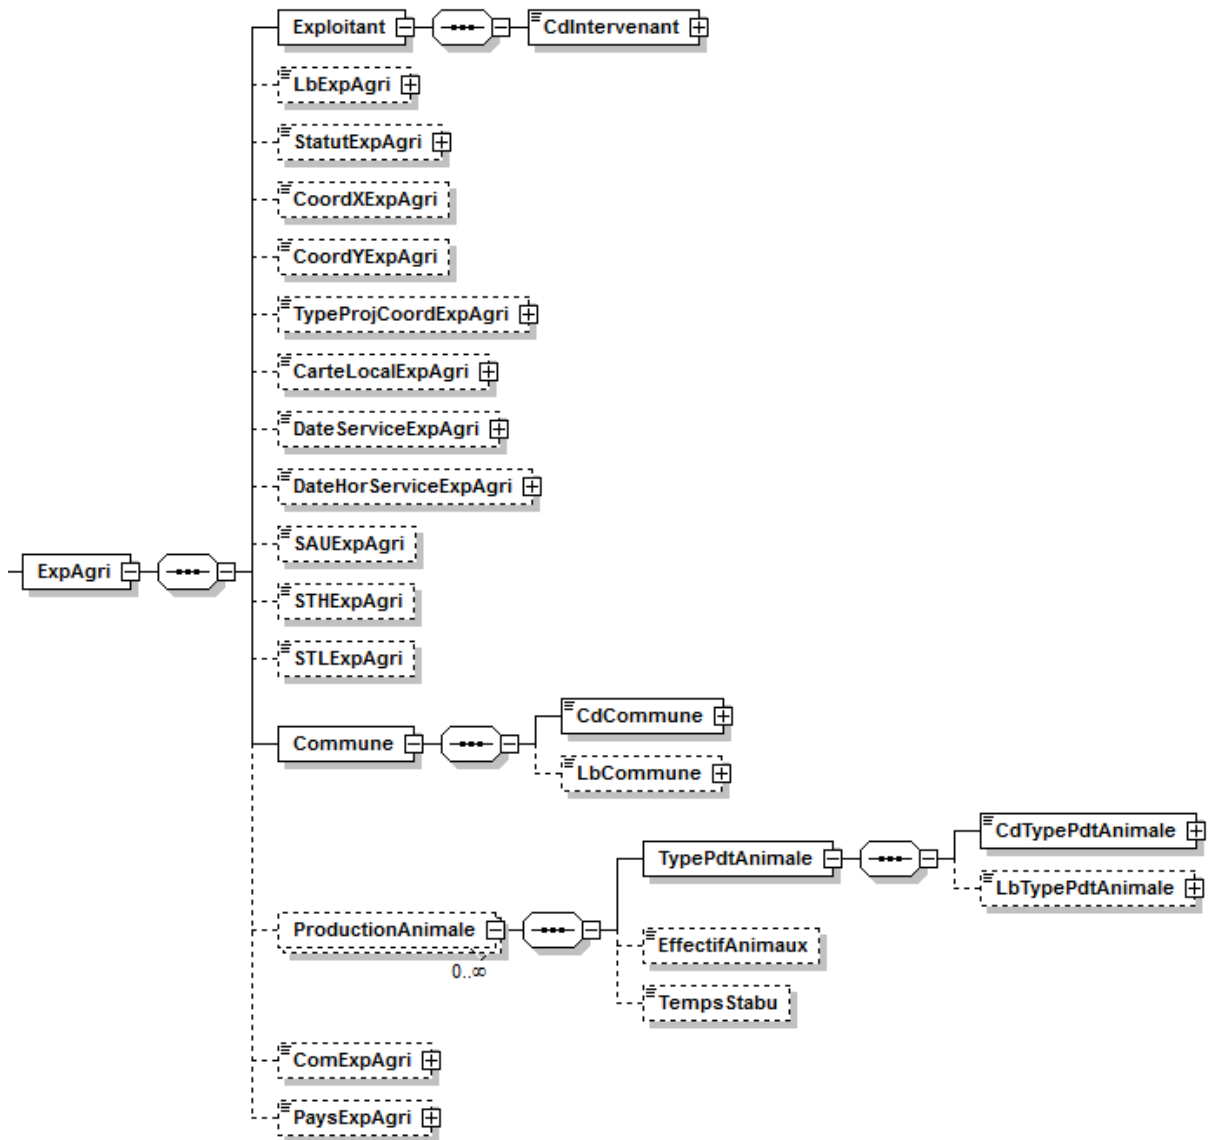 Exploitant
CdIntervenant
LbExpAgri
StatutExpAgri
CoordXExpAgri
CoordYExpAgri
TypeProjCoordExpAgri
CarteLocalExpAgri
DateServiceExpAgri
DateHorServiceExpAgri
SAUExpAgri
ExpAgri
STHExpAgri
STLExpAgri
Commune
CdCommune
LbCommune
CdTypePdtAnimale
TypePdtAnimale
LbTypePdtAnimale
ProductionAnimale
0..∞
EffectifAnimaux
TempsStabu
ComExpAgri
PaysExpAgri